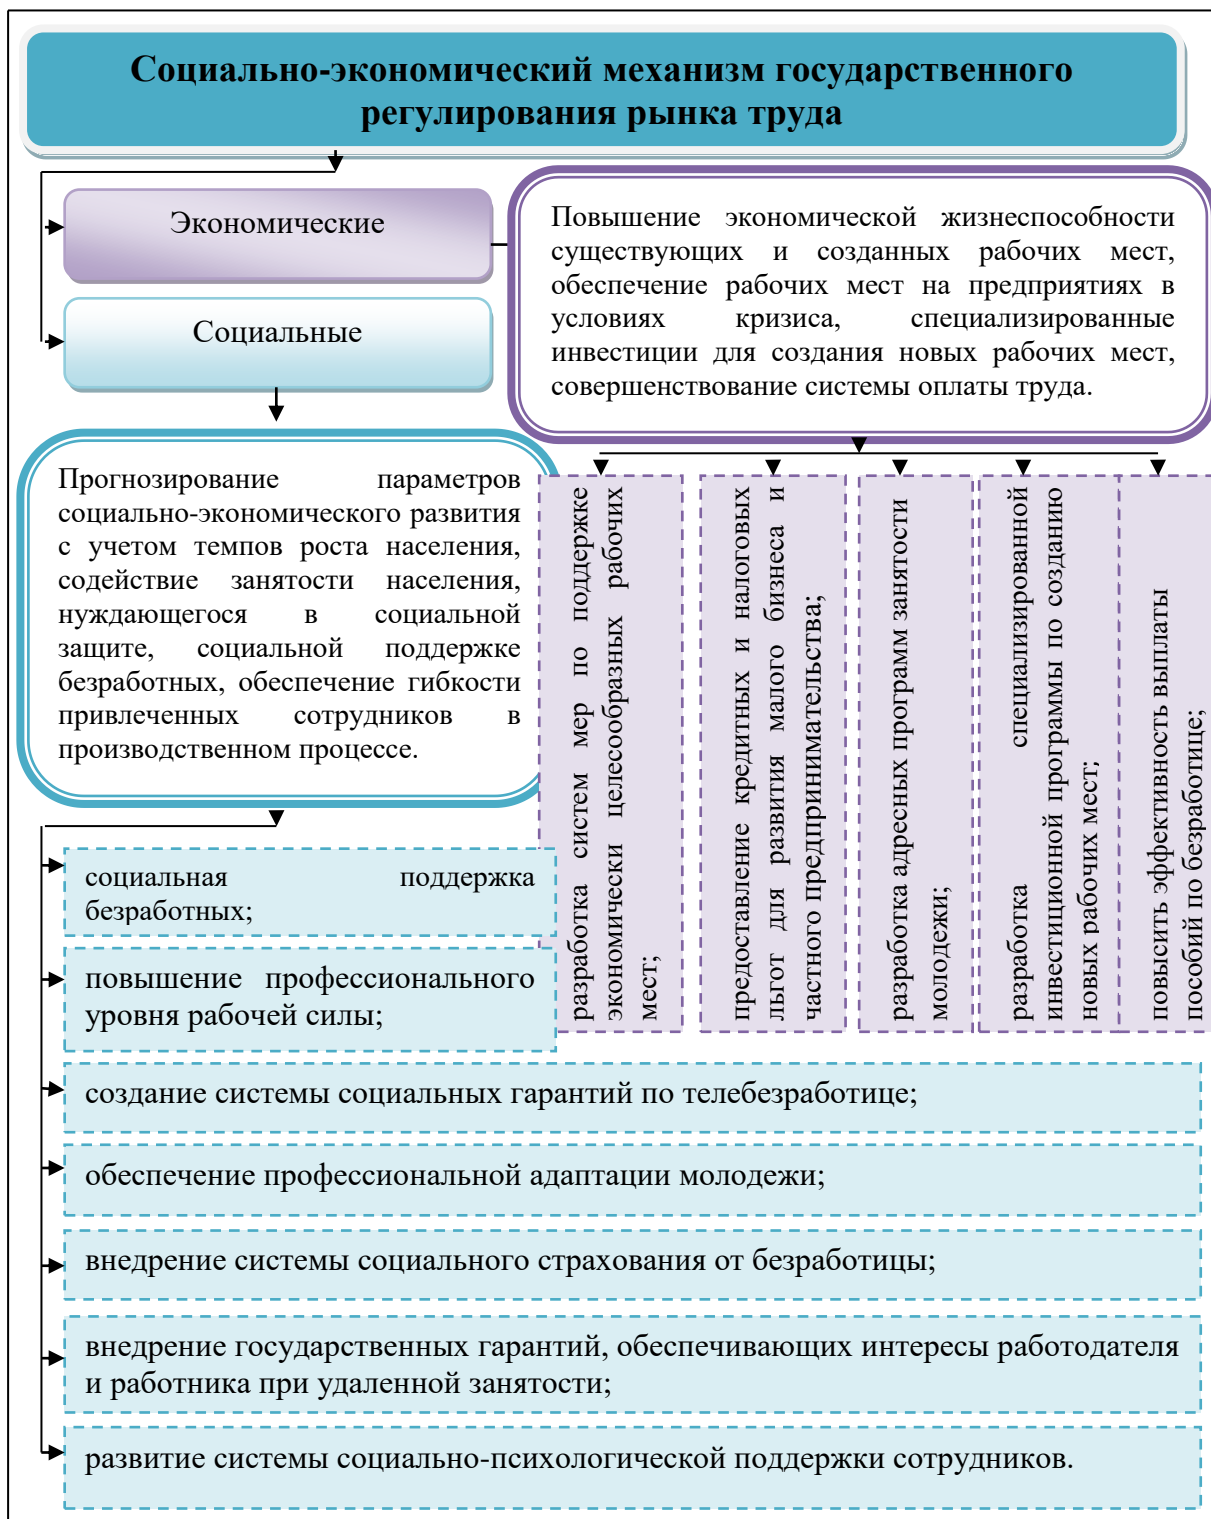 Социально-экономический механизм государственного
регулирования рынка труда
Экономические
Социальные
Повышение экономической жизнеспособности
существующих и созданных рабочих мест,
обеспечение рабочих мест на предприятиях в
условиях кризиса, специализированные
инвестиции для создания новых рабочих мест,
совершенствование системы оплаты труда.
Прогнозирование параметров
социально-экономического развития
с учетом темпов роста населения,
содействие занятости населения,
нуждающегося в социальной
защите, социальной поддержке
безработных, обеспечение гибкости
привлеченных сотрудников в
производственном процессе.
разработка систем мер по поддержке
экономически целесообразных рабочих
мест;
предоставление кредитных и налоговых
льгот для развития малого бизнеса и
частного предпринимательства;
разработка адресных программ занятости
молодежи;
разработка специализированной
инвестиционной программы по созданию
новых рабочих мест;
повысить эффективность выплаты
пособий по безработице;
социальная поддержка
безработных;
повышение профессионального
уровня рабочей силы;
создание системы социальных гарантий по телебезработице;
обеспечение профессиональной адаптации молодежи;
внедрение системы социального страхования от безработицы;
внедрение государственных гарантий, обеспечивающих интересы работодателя
и работника при удаленной занятости;
развитие системы социально-психологической поддержки сотрудников.